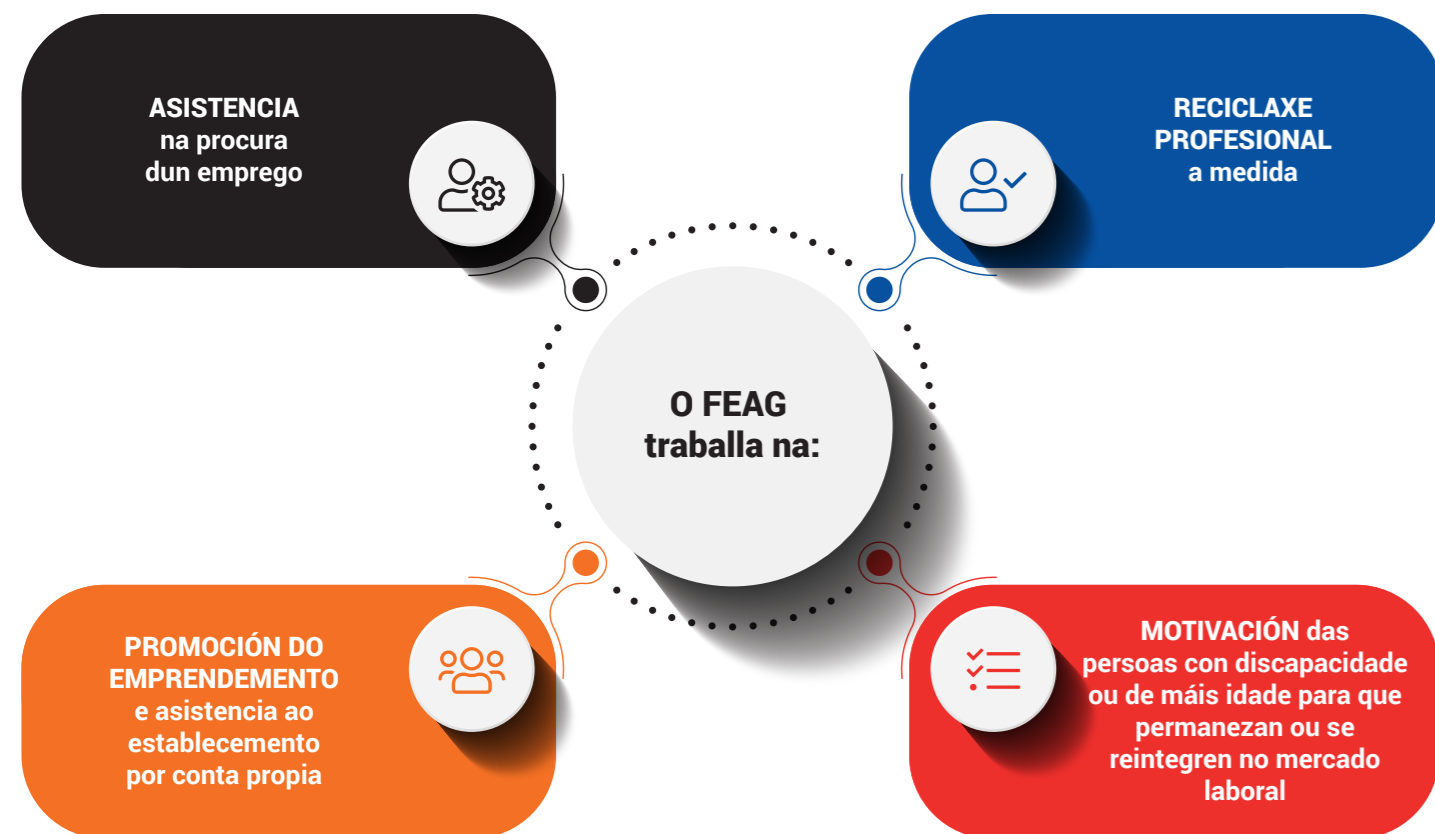 ASISTENCIA
na procura
dun emprego
RECICLAXE
PROFESIONAL
a medida
O FEAG
traballa na:
PROMOCIÓN DO
EMPRENDEMENTO
e asistencia ao
establecemento
por conta propia
MOTIVACIÓN das
persoas con discapacidade
ou de máis idade para que
permanezan ou se
reintegren no mercado
laboral